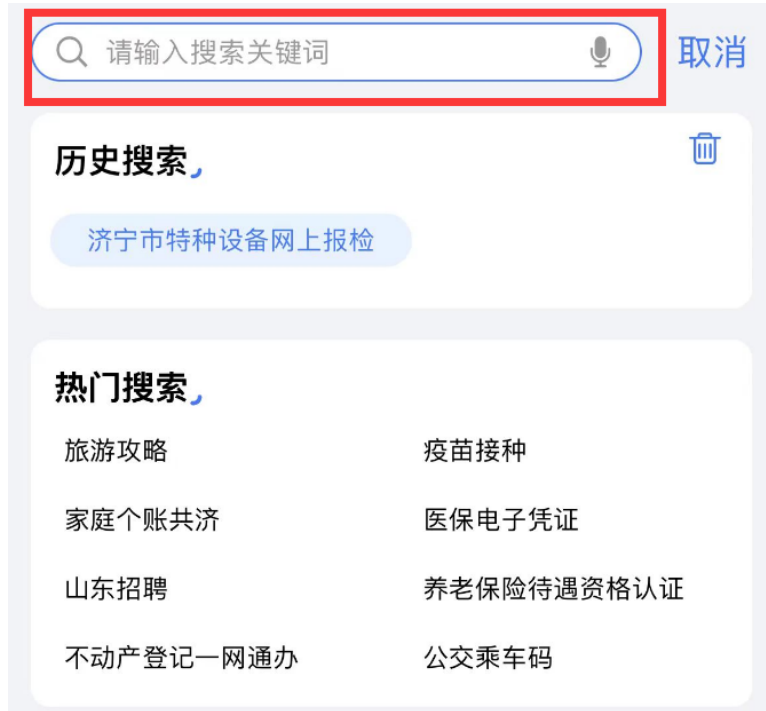 请输入搜索关键词 取消
历史搜索
济宁市特种设备网上报检
热门搜索
旅游攻略 疫苗接种
家庭个账共济 医保电子凭证
山东招聘 养老保险待遇资格认证
不动产登记一网通办 公交乘车码